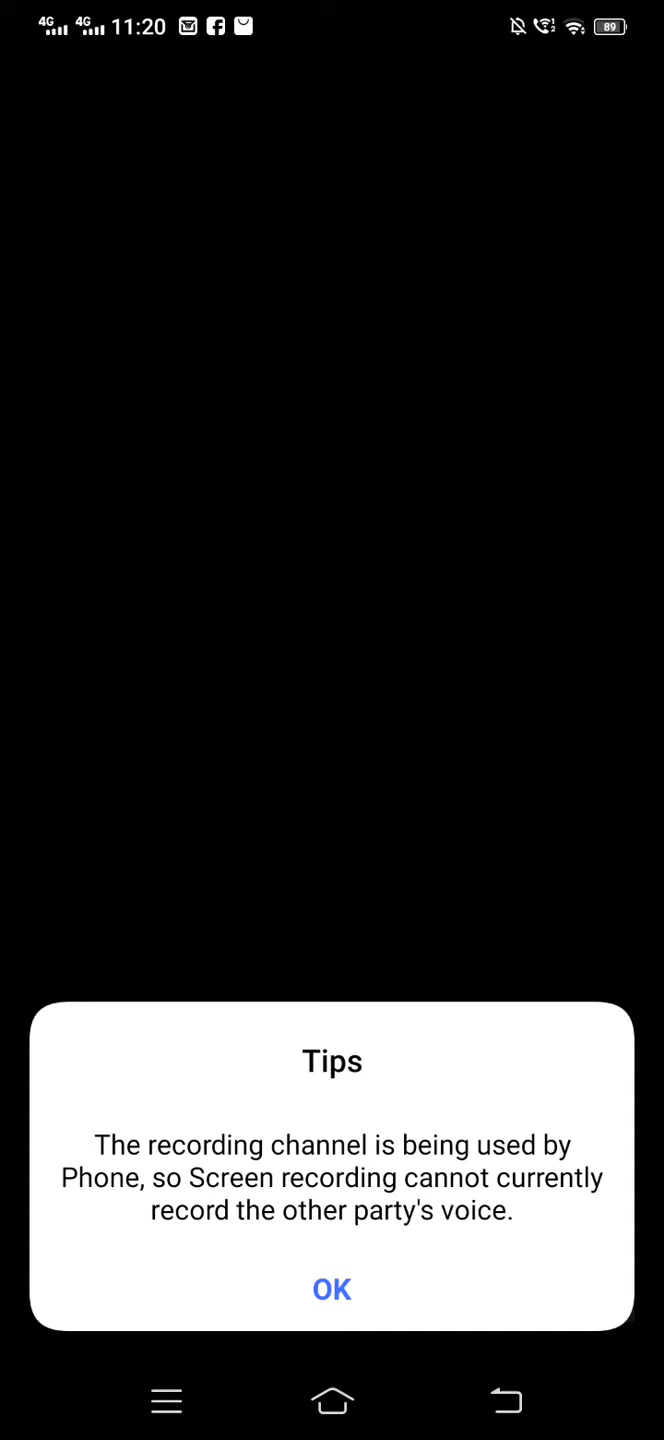 4G 4G 11:20 89
Tips
The recording channel is being used by
Phone, so Screen recording cannot currently
record the other party's voice.
OK